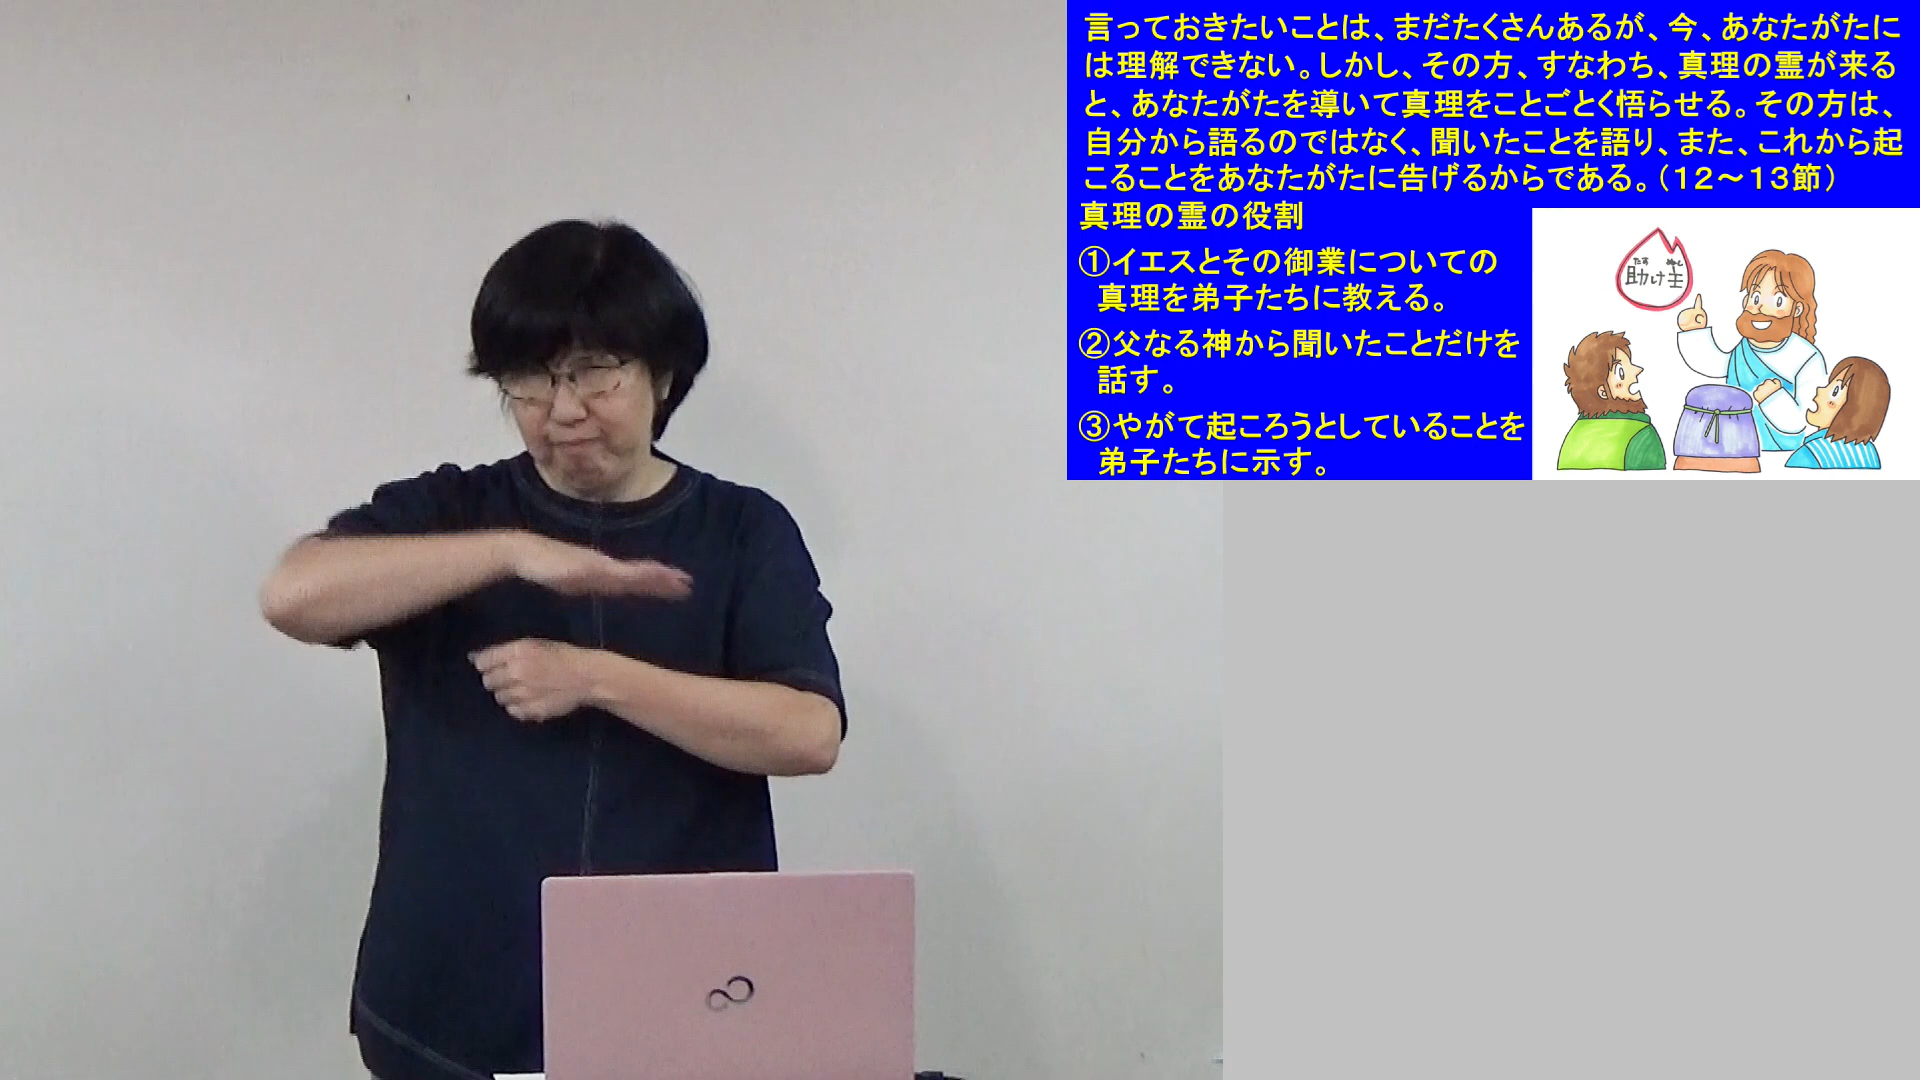 言っておきたいことは、まだたくさんあるが、今、あなたがたに
は理解できない。しかし、その方、すなわち、真理の霊が来る
と、あなたがたを導いて真理をことごとく悟らせる。その方は、
自分から語るのではなく、聞いたことを語り、また、これから起
こることをあなたがたに告げるからである。（１２～１３節）
真理の霊の役割
①イエスとその御業についての
真理を弟子たちに教える。
②父なる神から聞いたことだけを
話す。
③やがて起ころうとしていることを
弟子たちに示す。
たす ぬし
助け主